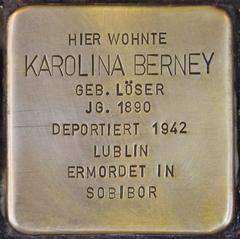 HIER WOHNTE
KAROLINA BERNEY
GEB. LÖSER
JG. 1890
DEPORTIERT 1942
LUBLIN
ERMORDET IN
SOBIBOR